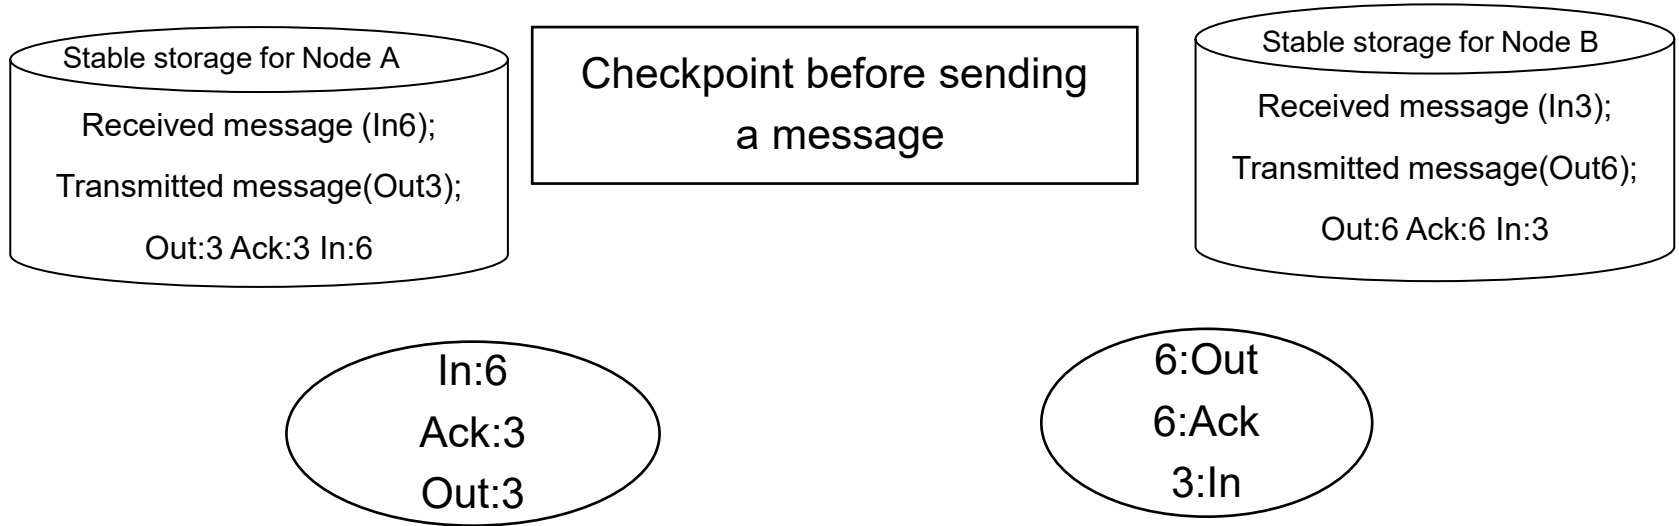 Stable storage for Node A
Received message (In6);
Transmitted message(Out3);
Out:3 Ack:3 In:6
Checkpoint before sending
a message
Stable storage for Node B
Received message (In3);
Transmitted message(Out6);
Out:6 Ack:6 In:3
In:6
Ack:3
Out:3
6:Out
6:Ack
3:In